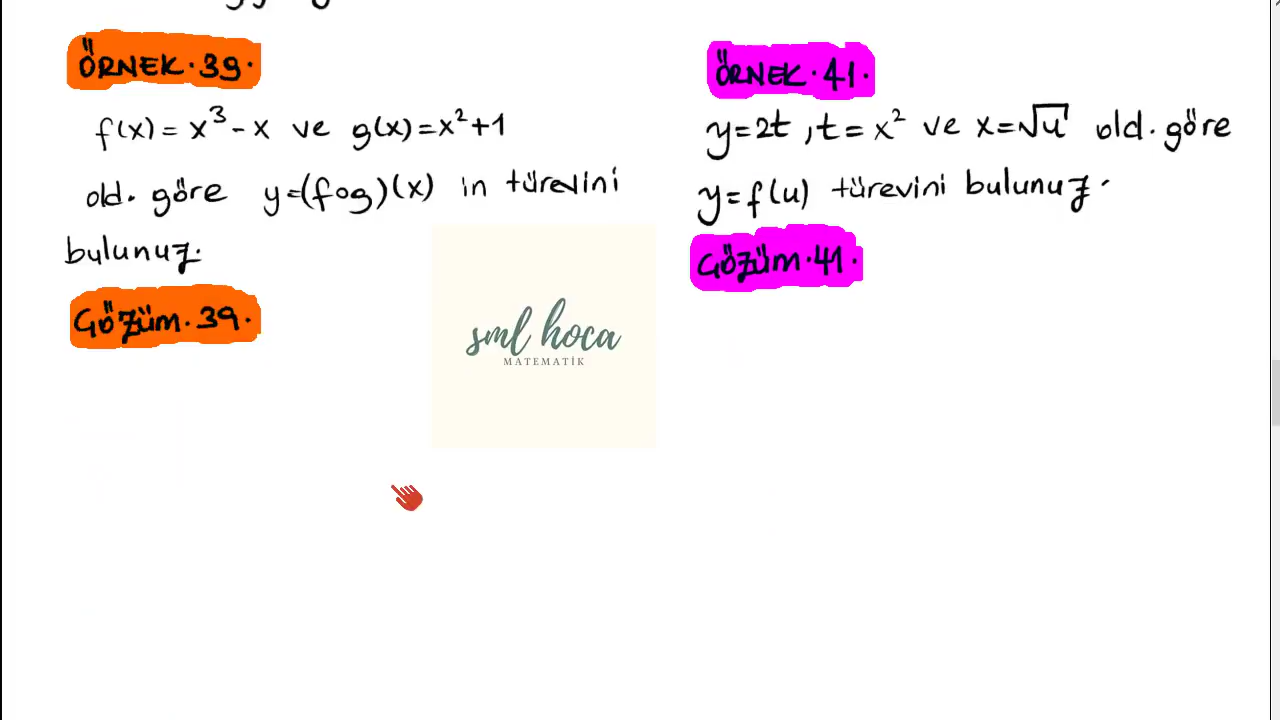 ÖRNEK.39.
f(x) = x³ - x ve g(x) = x² + 1
old. göre y=(fog)(x) in türevini
bulunuz.
ÇÖZÜM.39.
sml hoca
MATEMATİK
ÖRNEK.41.
y=2t, t=x² ve x=√u old. göre
y=f(u) türevini bulunuz.
ÇÖZÜM.41.